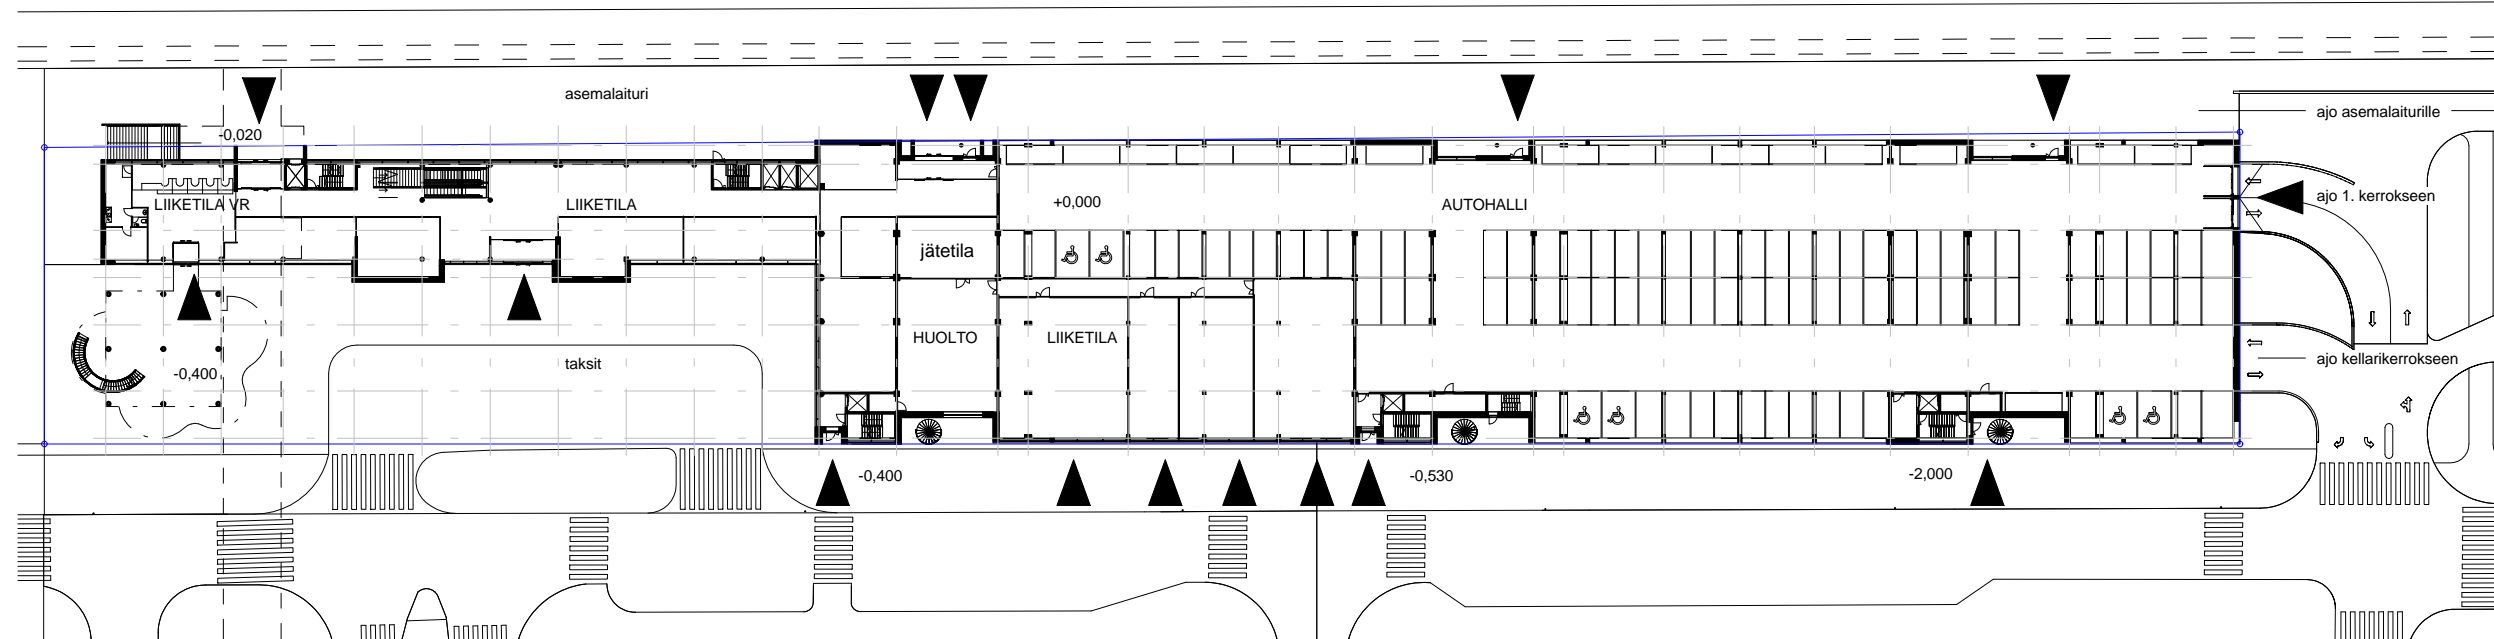 asemalaituri
ajo asemalaiturille
-0,020
LIIKETILA VR
LIIKETILA
+0,000
AUTOHALLI
ajo 1. kerrokseen
jätetila
HUOLTO
LIIKETILA
taksit
-0,400
ajo kellarikerrokseen
-0,400
-0,530
-2,000